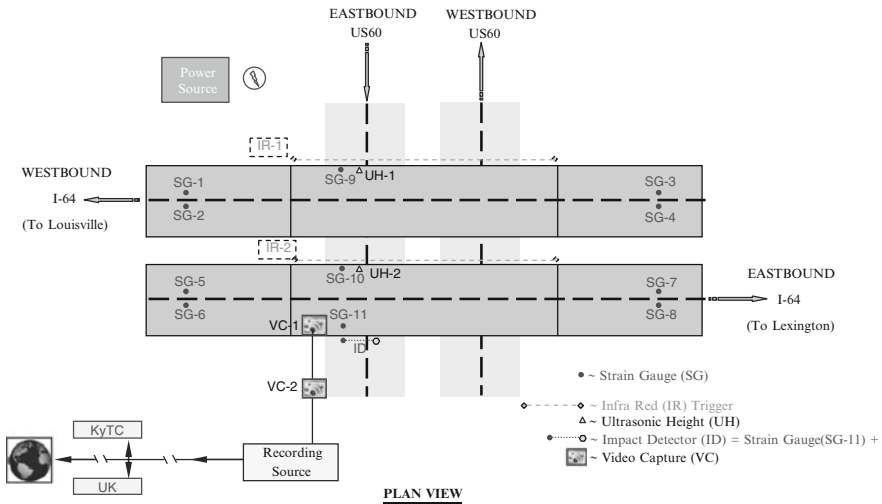 EASTBOUND
US60
WESTBOUND
US60
Power
Source
IR-1
WESTBOUND
I-64
(To Louisville)
SG-1
SG-2
SG-9
UH-1
SG-3
SG-4
IR-2
SG-5
SG-6
SG-10
UH-2
SG-7
SG-8
EASTBOUND
I-64
(To Lexington)
VC-1
SG-11
ID
VC-2
~ Strain Gauge (SG)
~ Infra Red (IR) Trigger
~ Ultrasonic Height (UH)
~ Impact Detector (ID) = Strain Gauge(SG-11) +
~ Video Capture (VC)
KyTC
UK
Recording
Source
PLAN VIEW